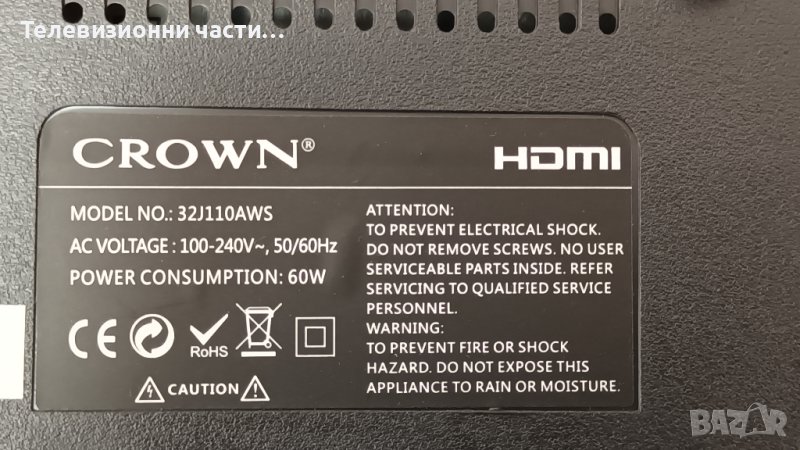 Телевизионни части...
CROWN®
HDMI
MODEL NO.: 32J110AWS
AC VOLTAGE : 100-240V~, 50/60Hz
POWER CONSUMPTION: 60W
CE
RoHS
CAUTION
ATTENTION:
TO PREVENT ELECTRICAL SHOCK.
DO NOT REMOVE SCREWS. NO USER
SERVICEABLE PARTS INSIDE. REFER
SERVICING TO QUALIFIED SERVICE
PERSONNEL.
WARNING:
TO PREVENT FIRE OR SHOCK
HAZARD. DO NOT EXPOSE THIS
APPLIANCE TO RAIN OR MOISTURE.
BAZAR